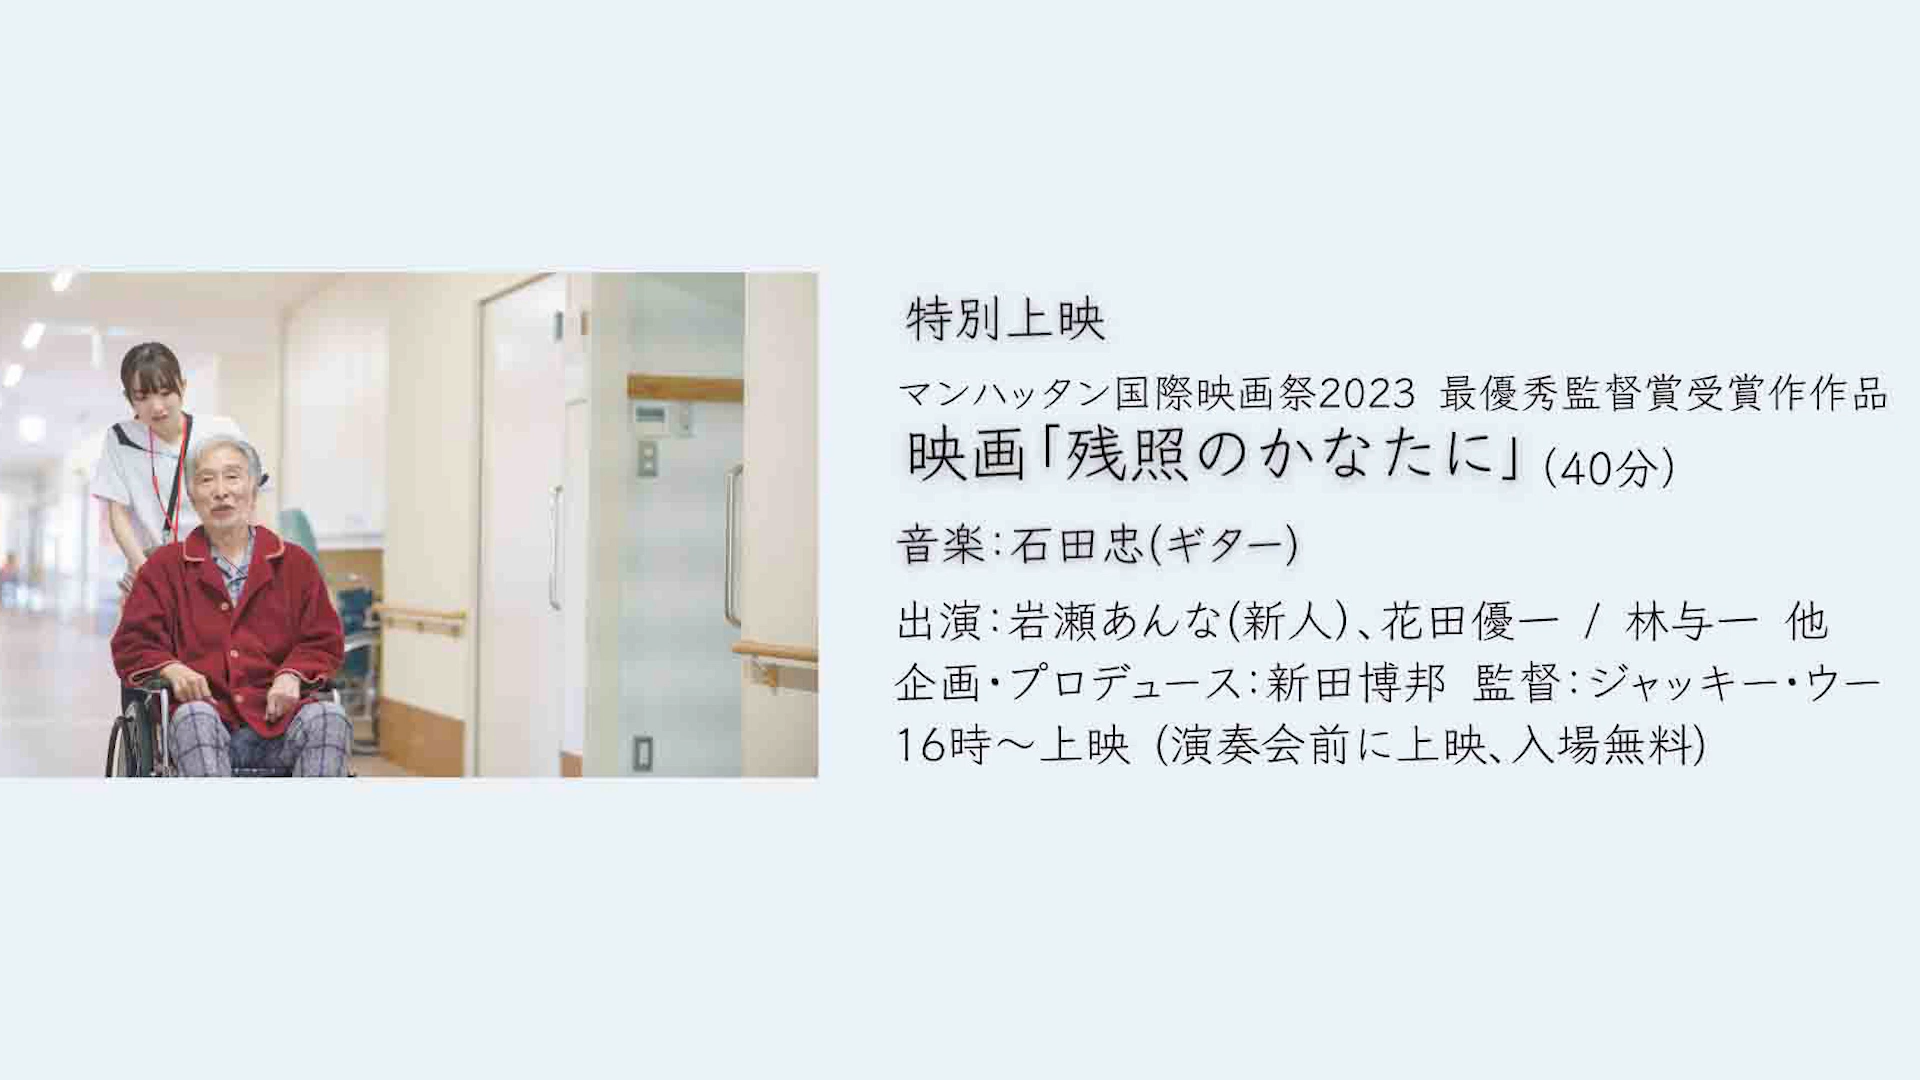 特別上映
マンハッタン国際映画祭2023 最優秀監督賞受賞作作品
映画「残照のかなたに」(40分)
音楽:石田忠(ギター)
出演:岩瀬あんな(新人)、花田優一 / 林与一 他
企画・プロデュース:新田博邦 監督:ジャッキー・ウー
16時〜上映 (演奏会前に上映、入場無料)